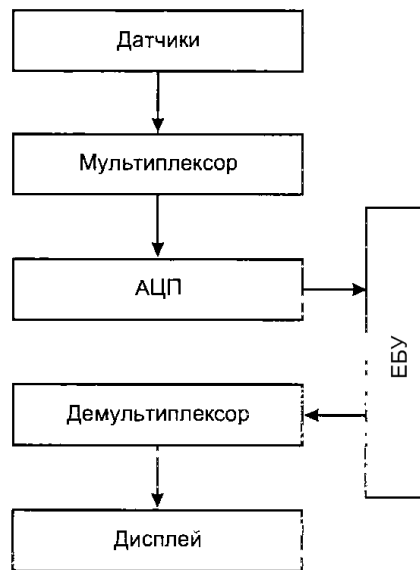 Датчики
Мультиплексор
АЦП
ЕБУ
Демультиплексор
Дисплей